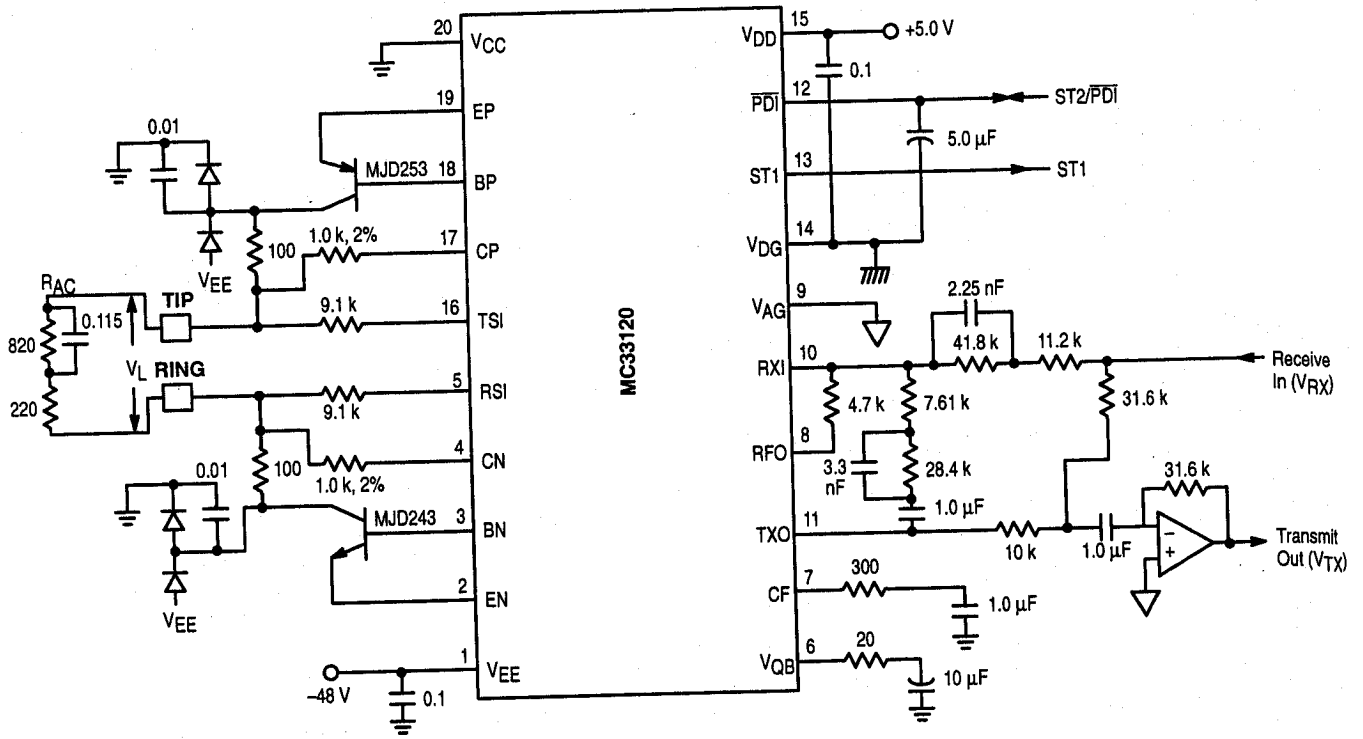 20
VCC
19
EP
0.01
MJD253
18
BP
1.0 k, 2%
17
CP
100
VEE
RAC
TIP
9.1 k
16
TSI
0.115
820
VL
RING
5
RSI
220
9.1 k
4
CN
0.01
100
1.0 k, 2%
MJD243
3
BN
2
EN
VEE
1
VEE
–48 V
0.1
MC33120
15
VDD
+5.0 V
0.1
12
PDI
ST2/PDI
5.0 µF
13
ST1
ST1
14
VDG
9
VAG
2.25 nF
10
RXI
41.8 k
11.2 k
Receive
In (VRX)
4.7 k
7.61 k
31.6 k
8
RFO
3.3
nF
28.4 k
31.6 k
1.0 µF
11
TXO
10 k
1.0 µF
–
+
Transmit
Out (VTX)
7
CF
300
1.0 µF
6
VQB
20
10 µF